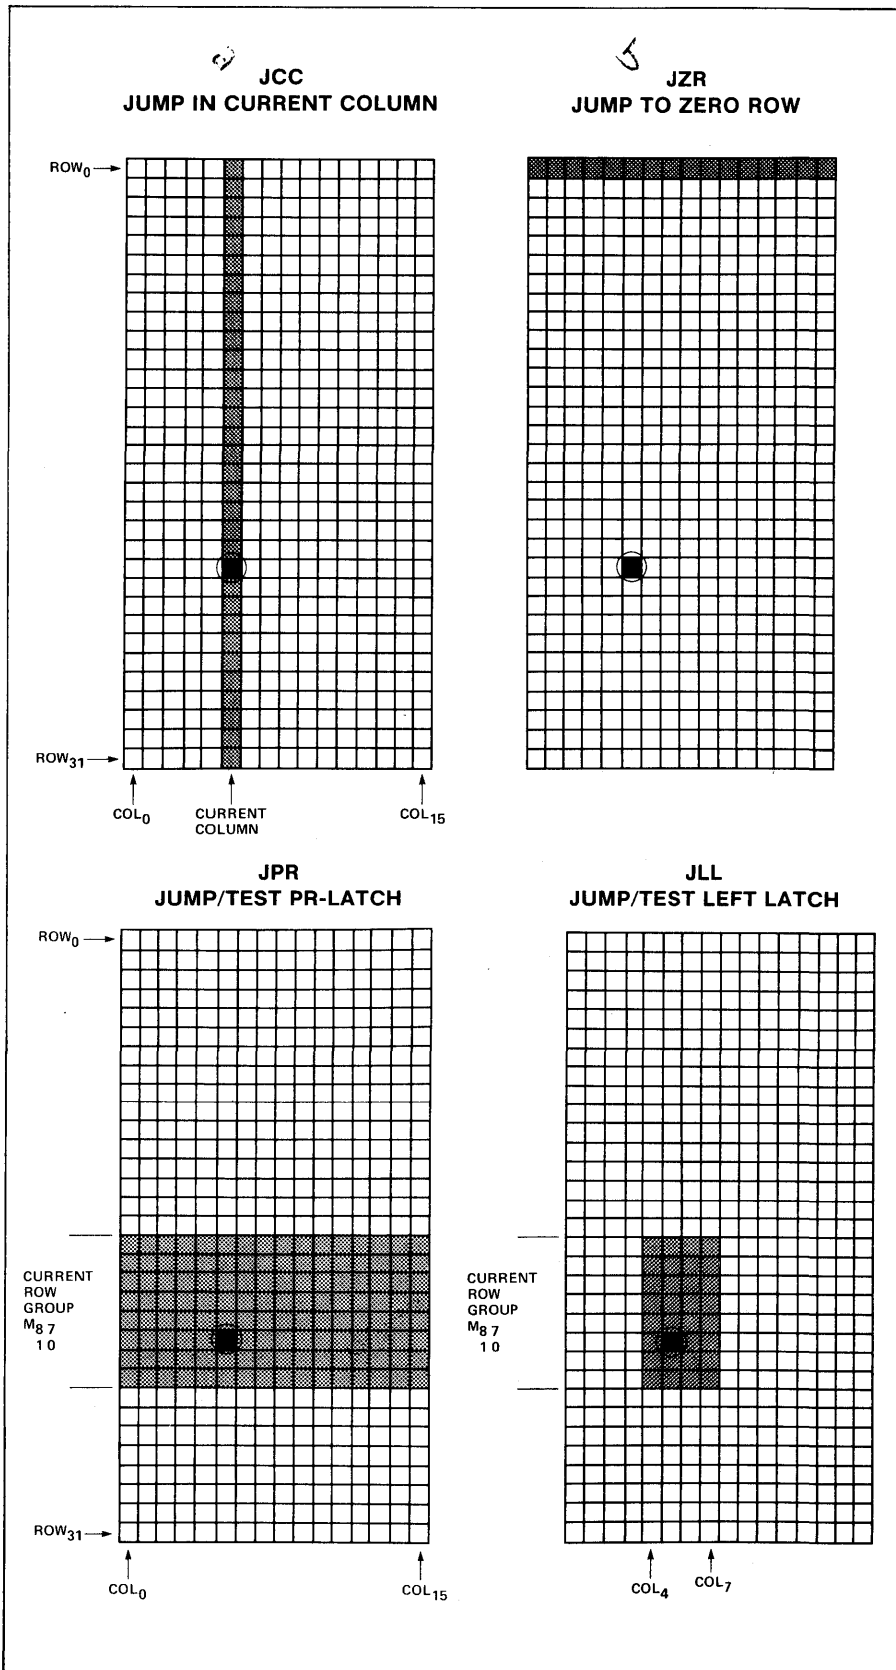 JCC
JUMP IN CURRENT COLUMN
JZR
JUMP TO ZERO ROW
ROW0
ROW31
COL0
CURRENT
COLUMN
COL15
JPR
JUMP/TEST PR-LATCH
JLL
JUMP/TEST LEFT LATCH
ROW0
CURRENT
ROW
GROUP
M8 7
1 0
CURRENT
ROW
GROUP
M8 7
1 0
ROW31
COL0
COL15
COL4
COL7